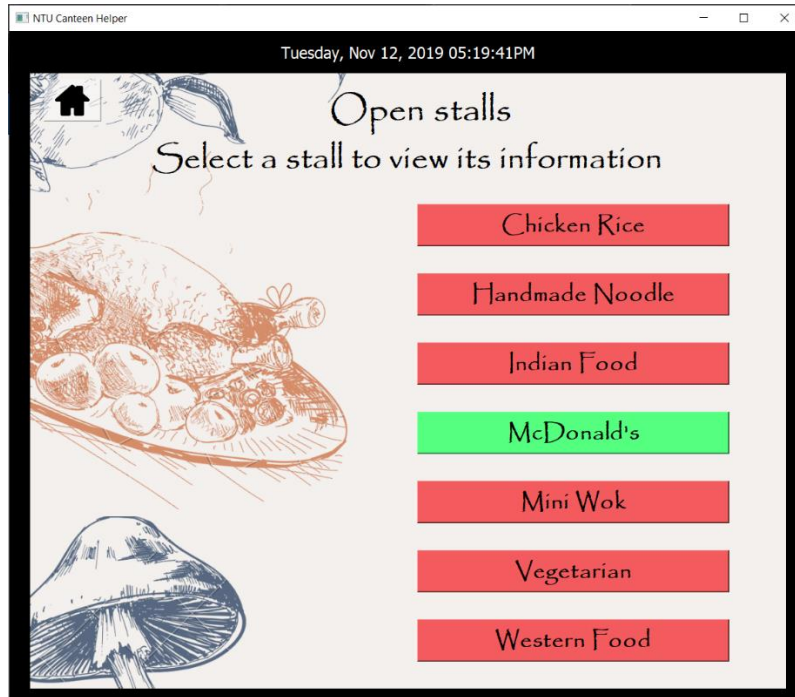 NTU Canteen Helper
Tuesday, Nov 12, 2019 05:19:41PM
Open stalls
Select a stall to view its information
Chicken Rice
Handmade Noodle
Indian Food
McDonald's
Mini Wok
Vegetarian
Western Food